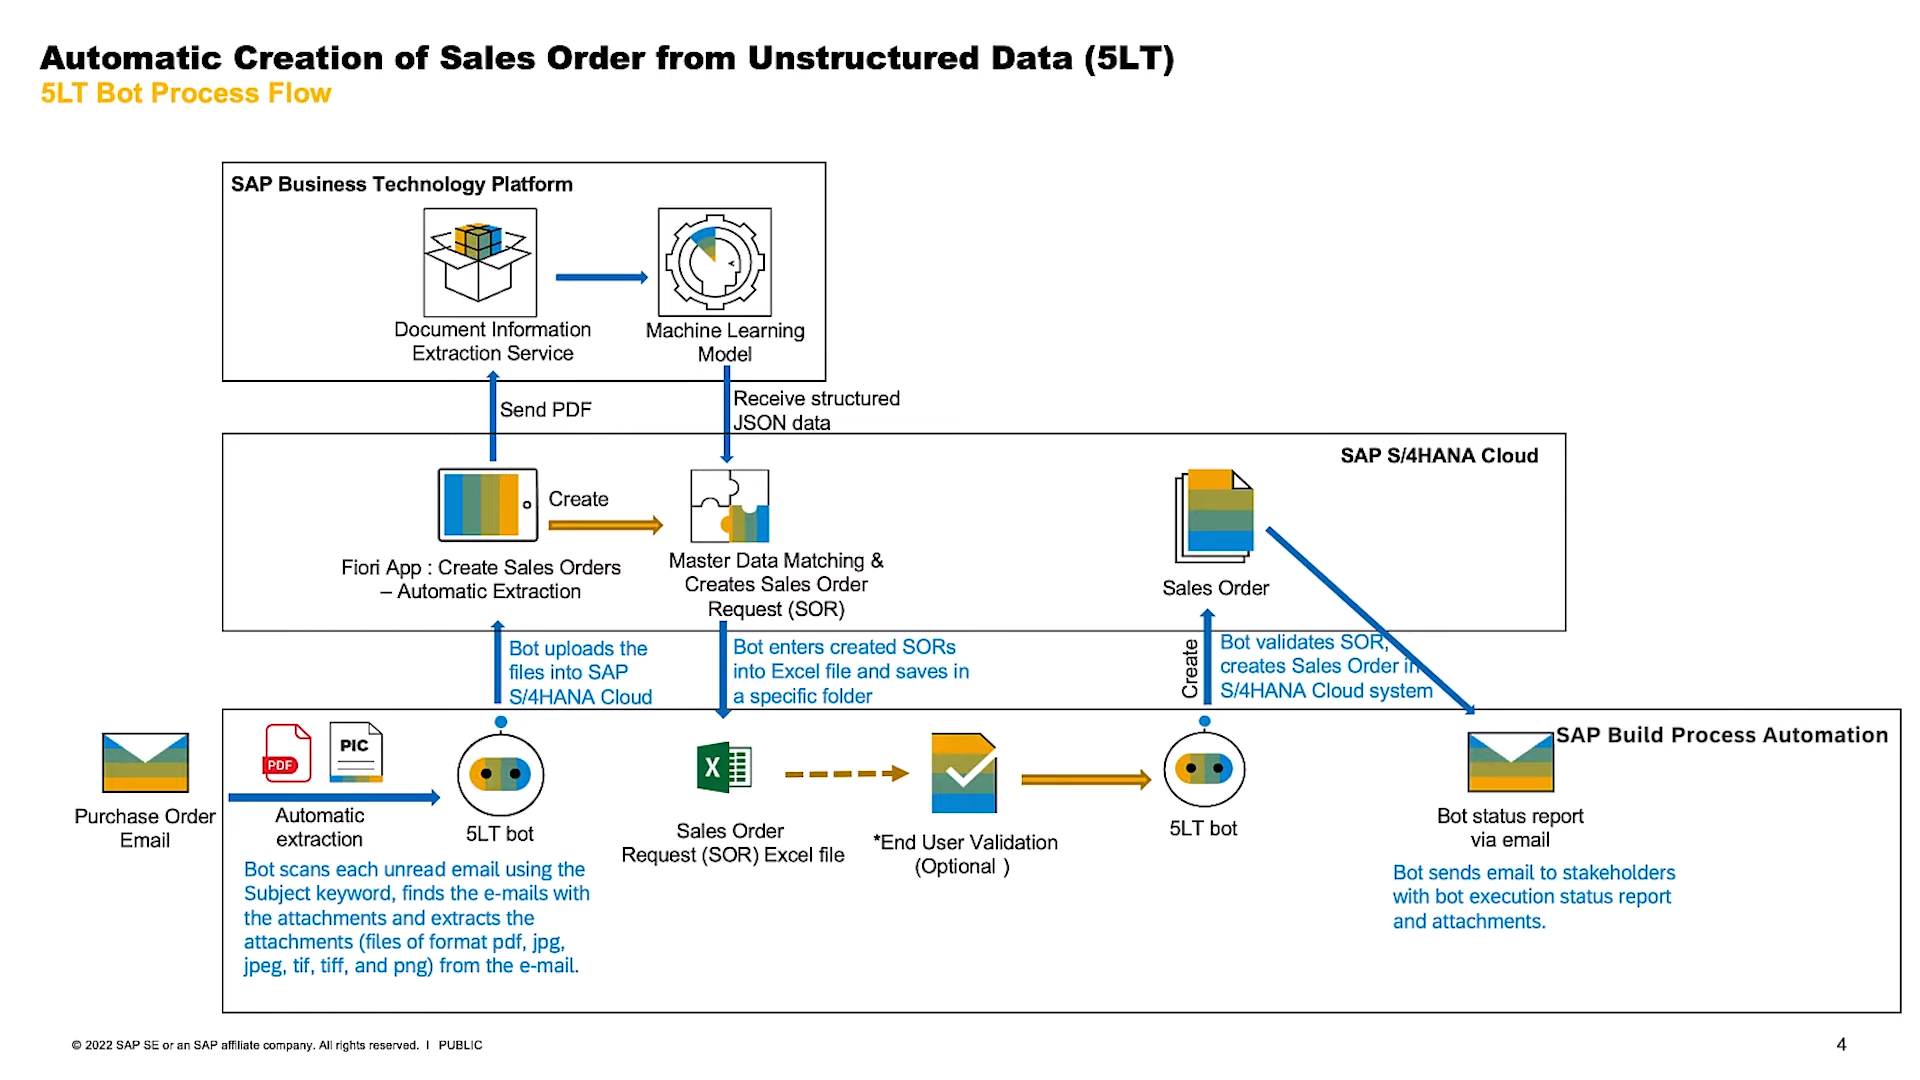 Automatic Creation of Sales Order from Unstructured Data (5LT)
5LT Bot Process Flow
SAP Business Technology Platform
Document Information
Extraction Service
Machine Learning
Model
Send PDF
Receive structured
JSON data
SAP S/4HANA Cloud
Create
Fiori App : Create Sales Orders
– Automatic Extraction
Master Data Matching &
Creates Sales Order
Request (SOR)
Sales Order
Bot uploads the
files into SAP
S/4HANA Cloud
Bot enters created SORs
into Excel file and saves in
a specific folder
Create
Bot validates SOR,
creates Sales Order in
S/4HANA Cloud system
SAP Build Process Automation
PDF
PIC
X
Purchase Order
Email
Automatic
extraction
5LT bot
Sales Order
Request (SOR) Excel file
*End User Validation
(Optional )
5LT bot
Bot status report
via email
Bot scans each unread email using the
Subject keyword, finds the e-mails with
the attachments and extracts the
attachments (files of format pdf, jpg,
jpeg, tif, tiff, and png) from the e-mail.
Bot sends email to stakeholders
with bot execution status report
and attachments.
© 2022 SAP SE or an SAP affiliate company. All rights reserved. I PUBLIC
4